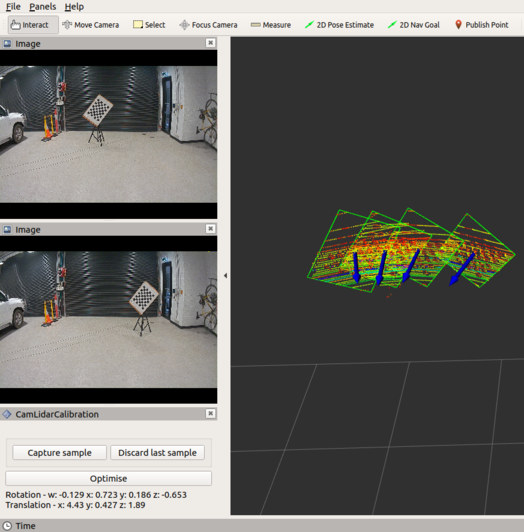 File Panels Help
Interact Move Camera Select Focus Camera Measure 2D Pose Estimate 2D Nav Goal Publish Point
Image
Image
CamLidarCalibration
Capture sample Discard last sample
Optimise
Rotation - w: -0.129 x: 0.723 y: 0.186 z: -0.653
Translation - x: 4.43 y: 0.427 z: 1.89
Time